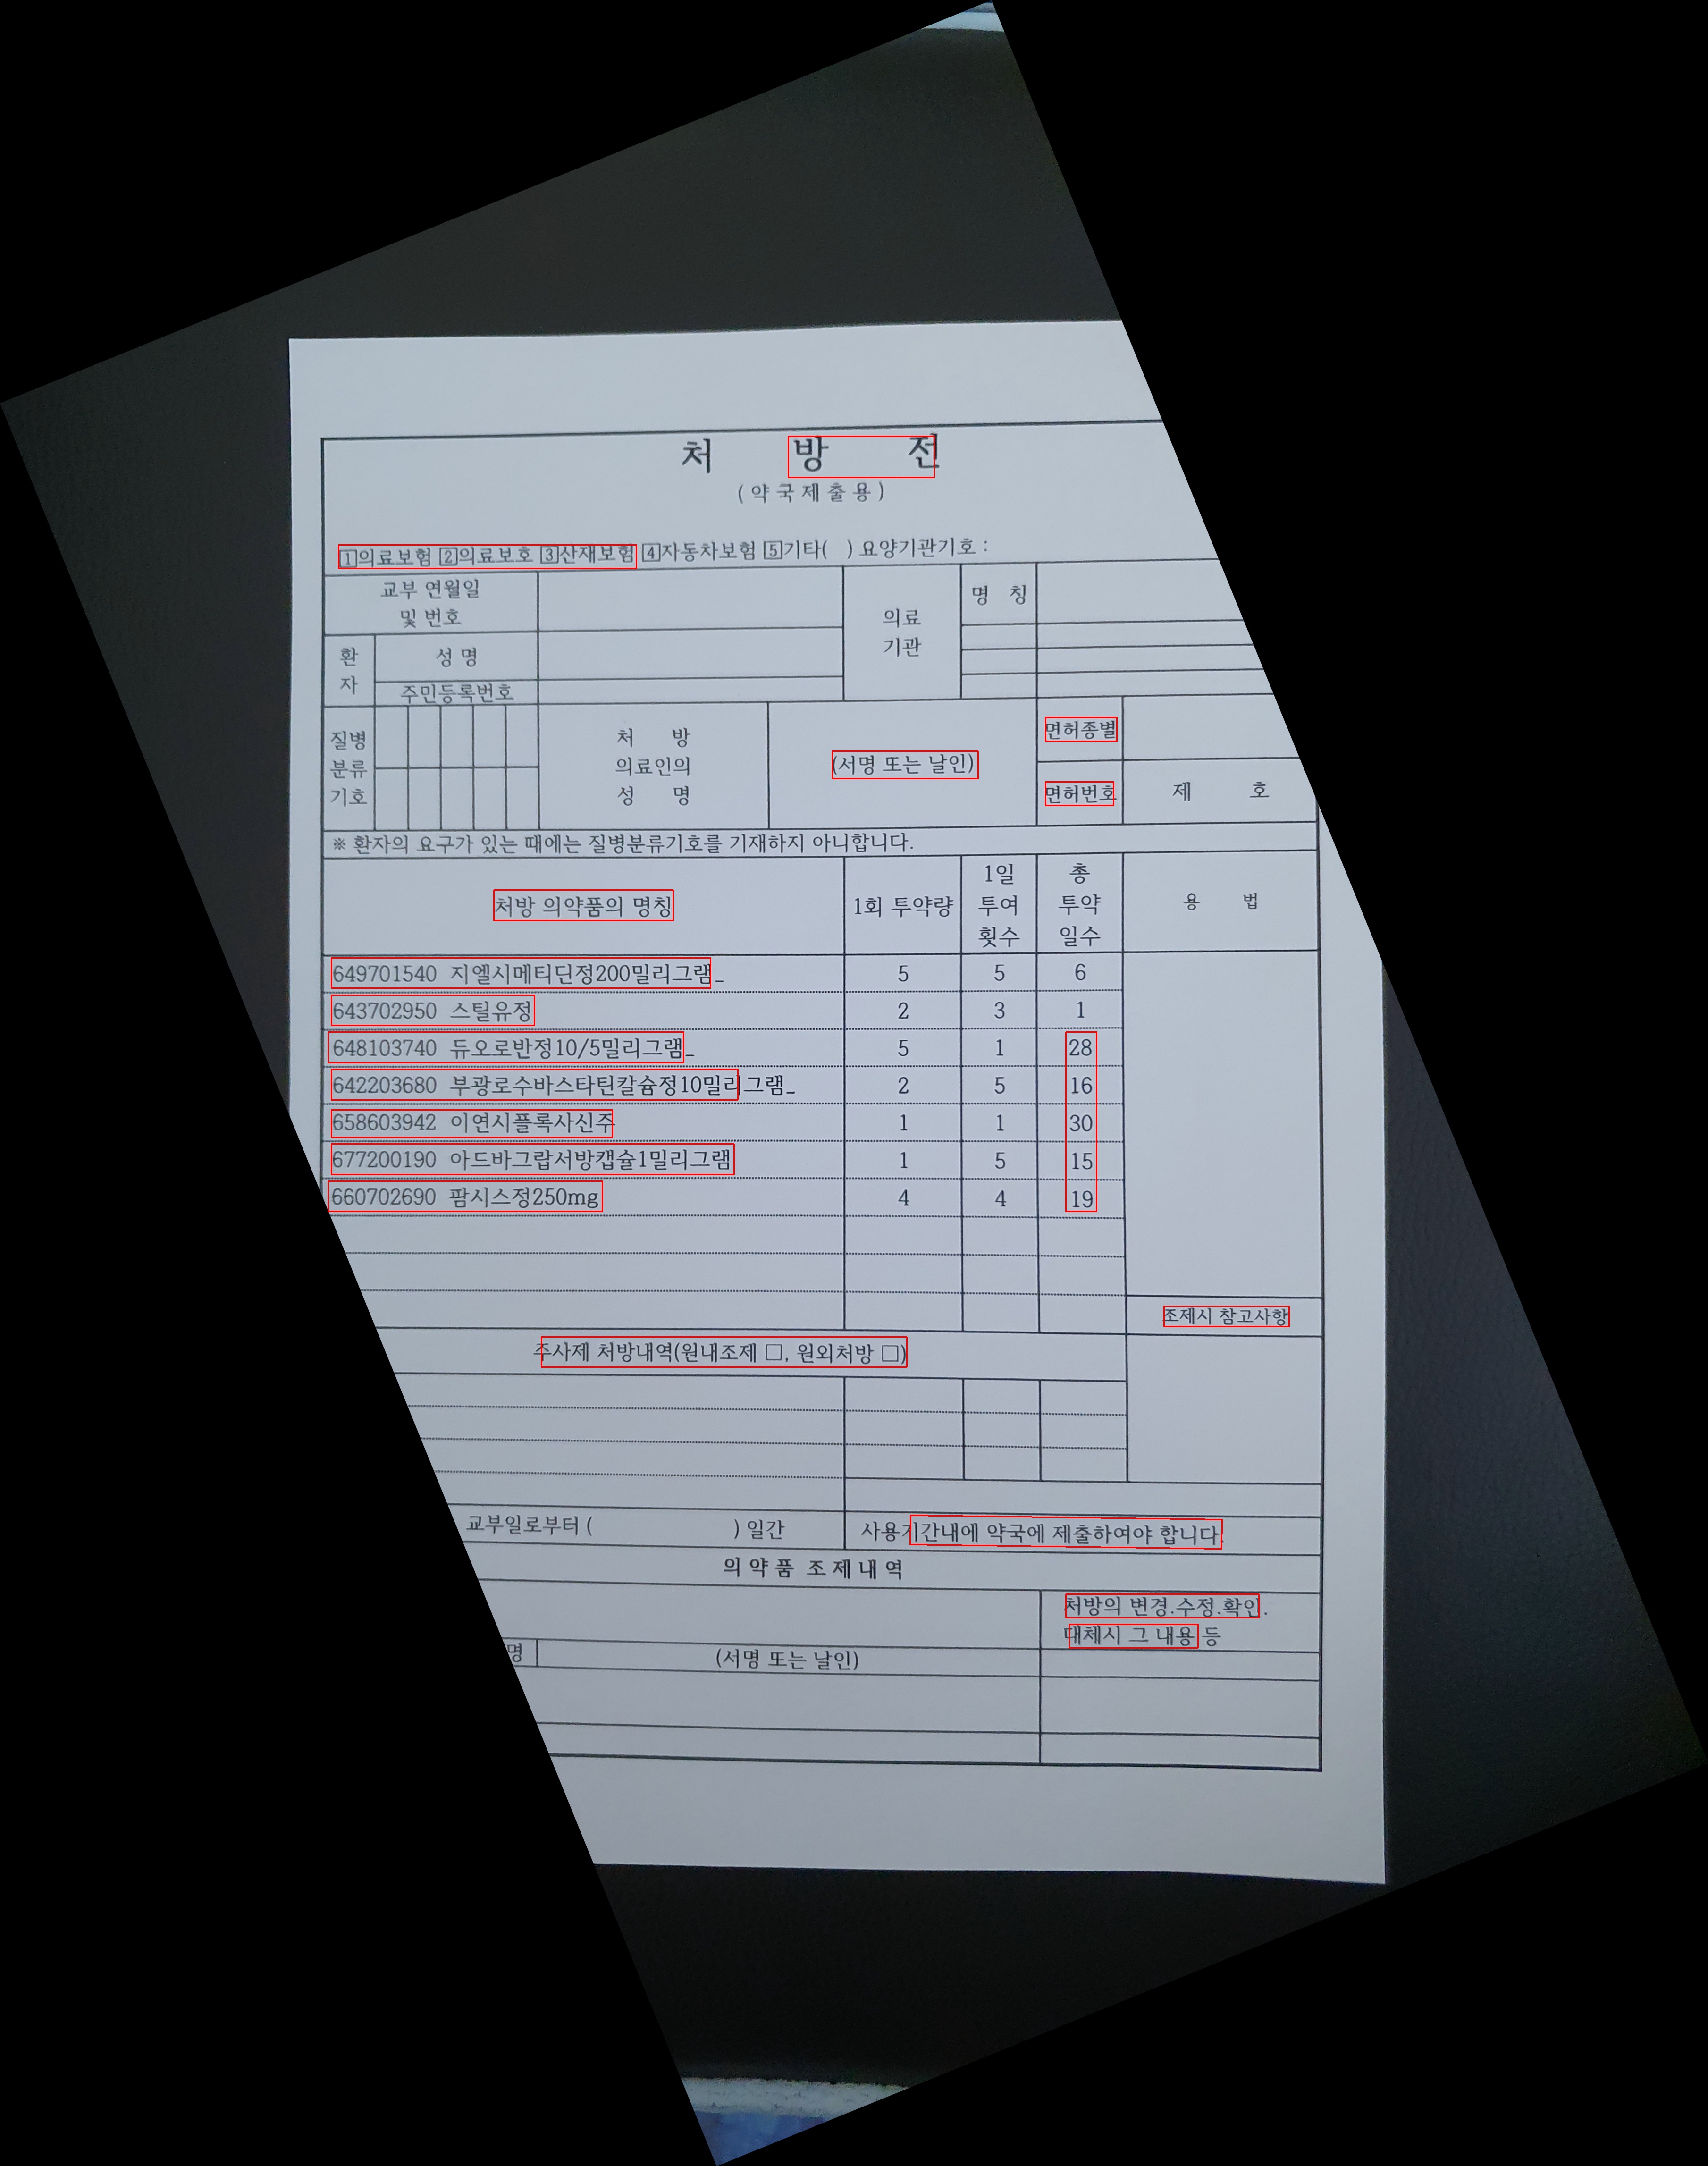 처 방 전
( 약 국 제 출 용 )
1의료보험 2의료보호 3산재보험 4자동차보험 5기타( ) 요양기관기호 :
교부 연월일
및 번호
의료
기관
명 칭
환
자
성 명
주민등록번호
질병
분류
기호
처 방
의료인의
성 명
(서명 또는 날인)
면허종별
면허번호
제 호
※ 환자의 요구가 있는 때에는 질병분류기호를 기재하지 아니합니다.
처방 의약품의 명칭
1회 투약량
1일
투여
횟수
총
투약
일수
용 법
649701540 지엘시메티딘정200밀리그램_ 5 5 6
643702950 스틸유정 2 3 1
648103740 듀오로반정10/5밀리그램_ 5 1 28
642203680 부광로수바스타틴칼슘정10밀리그램_ 2 5 16
658603942 이연시플록사신주 1 1 30
677200190 아드바그랍서방캡슐1밀리그램 1 5 15
660702690 팜시스정250mg 4 4 19
조제시 참고사항
주사제 처방내역(원내조제 □, 원외처방 □)
교부일로부터 ( ) 일간
사용기간내에 약국에 제출하여야 합니다.
의 약 품 조 제 내 역
처방의 변경.수정.확인.
대체시 그 내용 등
명
(서명 또는 날인)